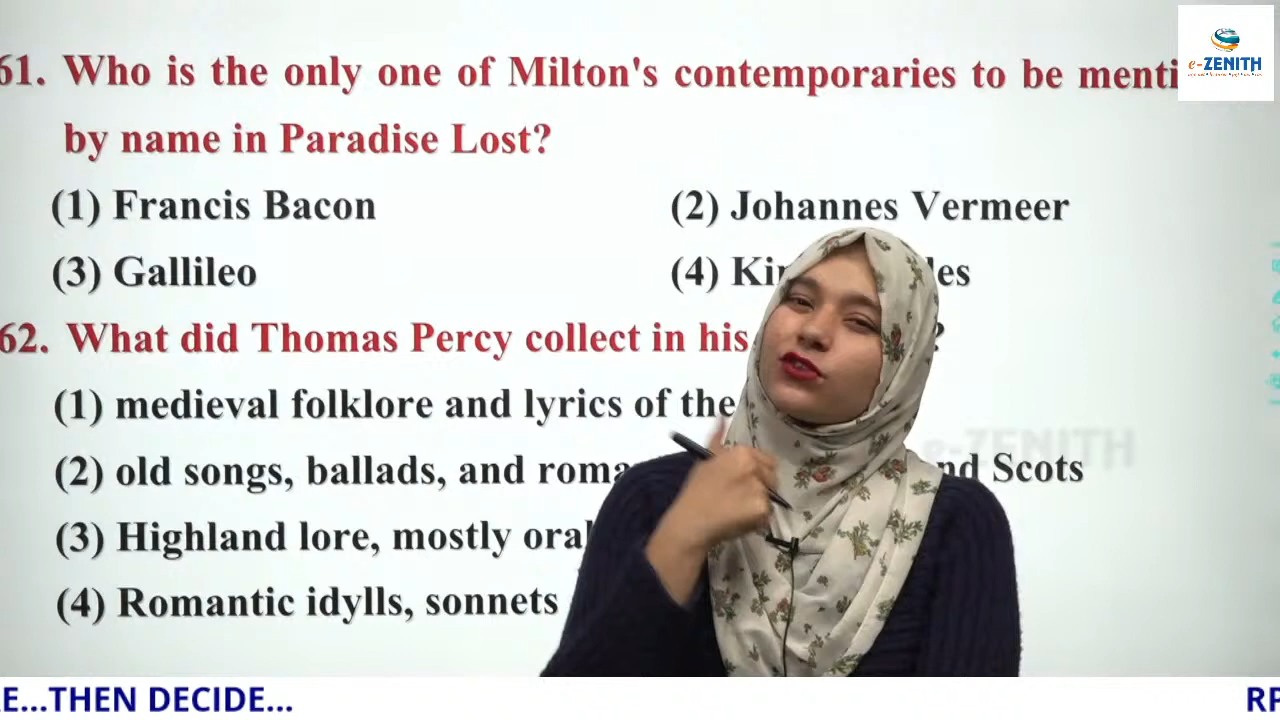 61. Who is the only one of Milton's contemporaries to be menti
e-ZENITH
by name in Paradise Lost?
(1) Francis Bacon
(2) Johannes Vermeer
(3) Gallileo
(4) Ki les
62. What did Thomas Percy collect in his ?
(1) medieval folklore and lyrics of the
(2) old songs, ballads, and roma nd Scots
e-ZENITH
(3) Highland lore, mostly oral
(4) Romantic idylls, sonnets
E...THEN DECIDE...
RP